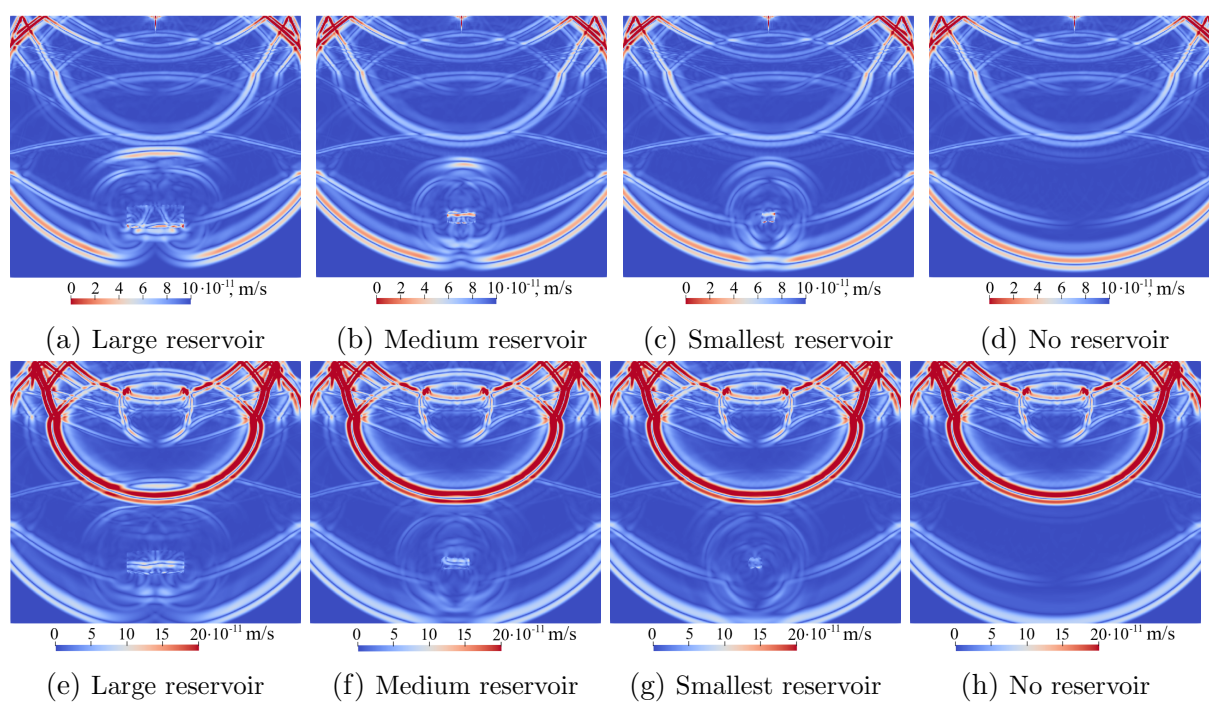 0 2 4 6 8 10·10⁻¹¹, m/s 0 2 4 6 8 10·10⁻¹¹, m/s 0 2 4 6 8 10·10⁻¹¹, m/s 0 2 4 6 8 10·10⁻¹¹, m/s
(a) Large reservoir (b) Medium reservoir (c) Smallest reservoir (d) No reservoir
0 5 10 15 20·10⁻¹¹ m/s 0 5 10 15 20·10⁻¹¹ m/s 0 5 10 15 20·10⁻¹¹ m/s 0 5 10 15 20·10⁻¹¹ m/s
(e) Large reservoir (f) Medium reservoir (g) Smallest reservoir (h) No reservoir